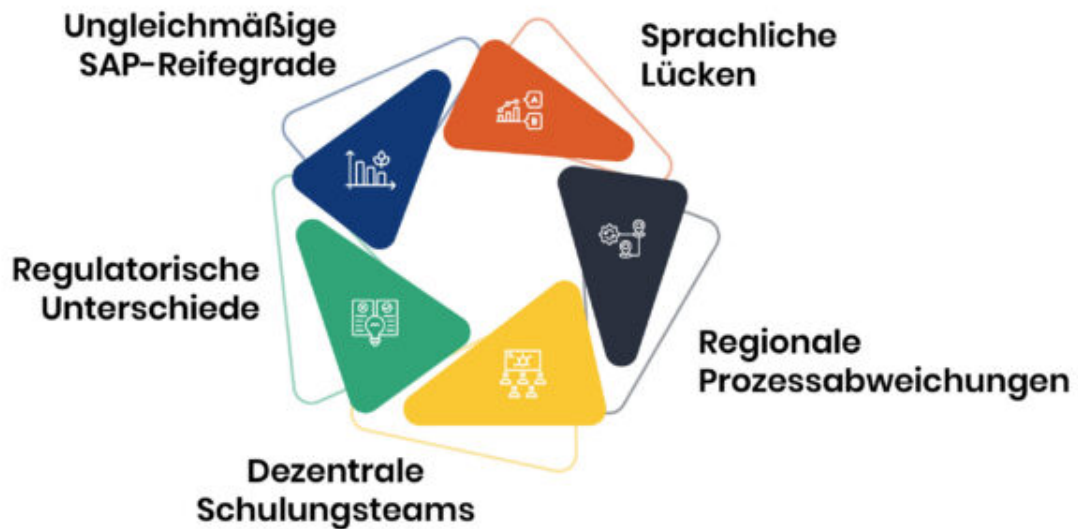 Ungleichmäßige
SAP-Reifegrade
Sprachliche
Lücken
A
B
Regulatorische
Unterschiede
Regionale
Prozessabweichungen
Dezentrale
Schulungsteams